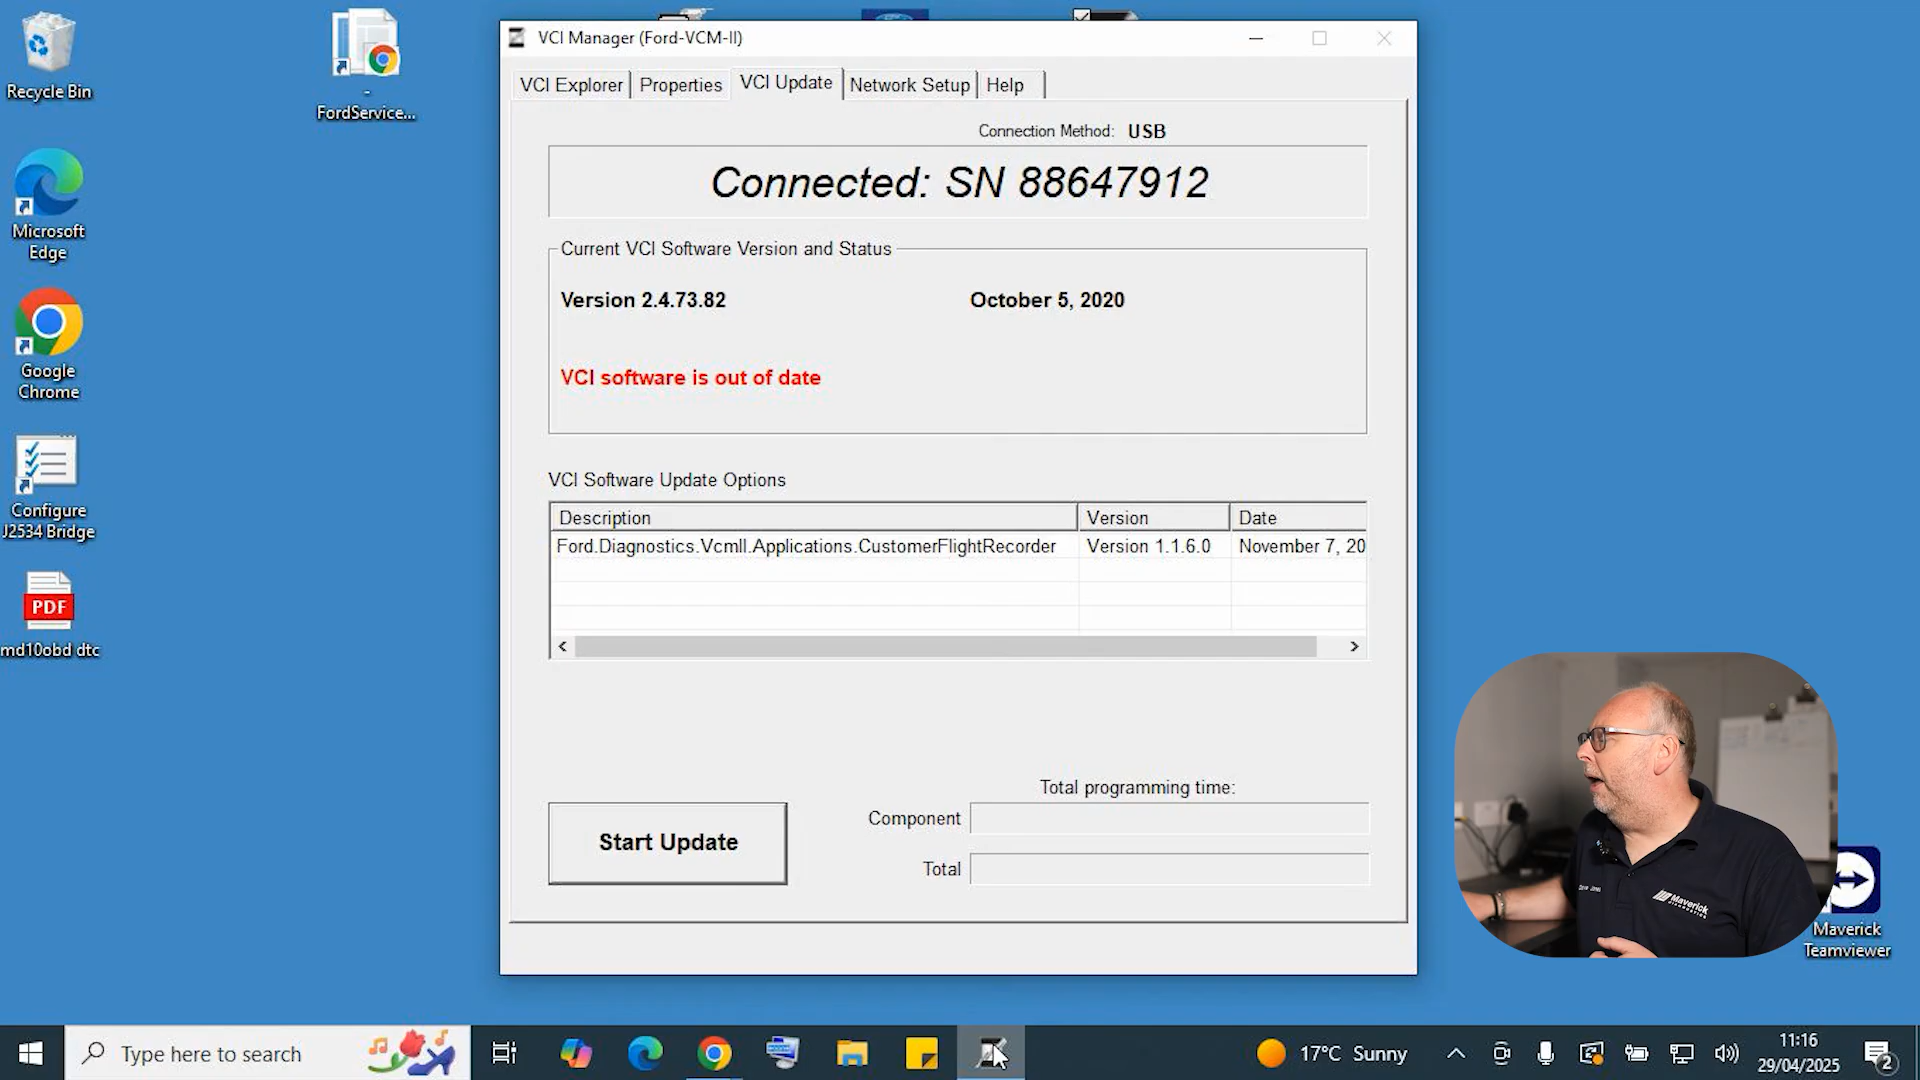 Recycle Bin
-
FordService...
Microsoft
Edge
Google
Chrome
Configure
J2534 Bridge
PDF
md10obd dtc
VCI Manager (Ford-VCM-II)
VCI Explorer
Properties
VCI Update
Network Setup
Help
Connection Method: USB
Connected: SN 88647912
Current VCI Software Version and Status
Version 2.4.73.82
October 5, 2020
VCI software is out of date
VCI Software Update Options
Description
Version
Date
Ford.Diagnostics.VcmII.Applications.CustomerFlightRecorder
Version 1.1.6.0
November 7, 20
Total programming time:
Component
Total
Start Update
Maverick
Maverick
Teamviewer
Type here to search
17°C Sunny
11:16
29/04/2025
2